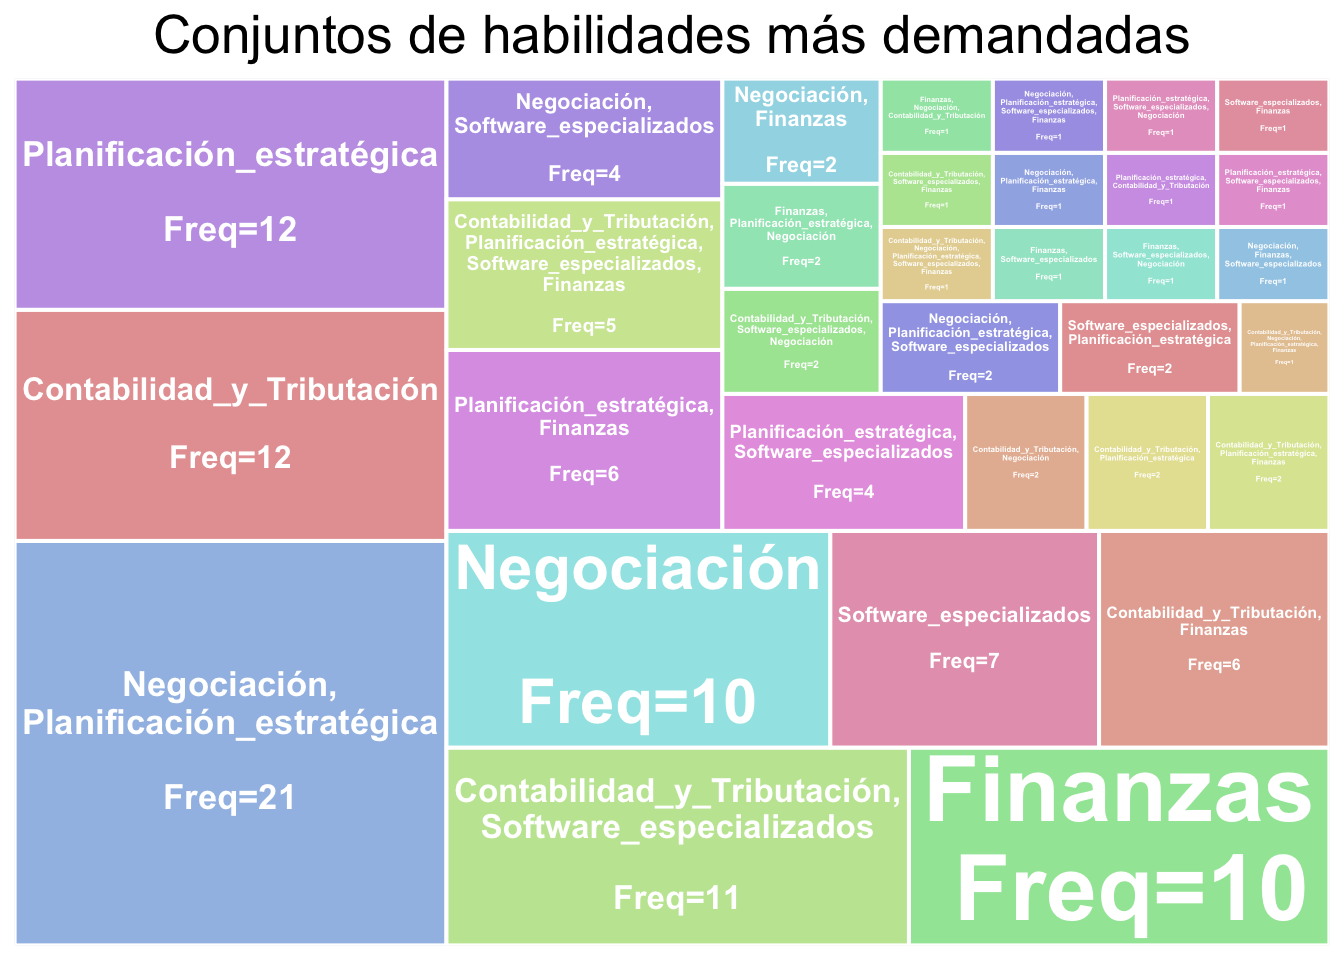 Conjuntos de habilidades más demandadas
Planificación_estratégica
Freq=12
Contabilidad_y_Tributación
Freq=12
Negociación,
Planificación_estratégica
Freq=21
Negociación,
Software_especializados
Freq=4
Contabilidad_y_Tributación,
Planificación_estratégica,
Software_especializados,
Finanzas
Freq=5
Planificación_estratégica,
Finanzas
Freq=6
Negociación,
Finanzas
Freq=2
Finanzas,
Planificación_estratégica,
Negociación
Freq=2
Contabilidad_y_Tributación,
Software_especializados,
Negociación
Freq=2
Finanzas,
Negociación,
Contabilidad_y_Tributación
Freq=1
Negociación,
Planificación_estratégica,
Software_especializados,
Finanzas
Freq=1
Planificación_estratégica,
Software_especializados,
Negociación
Freq=1
Software_especializados,
Finanzas
Freq=1
Contabilidad_y_Tributación,
Software_especializados,
Finanzas
Freq=1
Negociación,
Planificación_estratégica,
Finanzas
Freq=1
Planificación_estratégica,
Contabilidad_y_Tributación
Freq=1
Planificación_estratégica,
Software_especializados,
Finanzas
Freq=1
Contabilidad_y_Tributación,
Negociación,
Planificación_estratégica,
Software_especializados,
Finanzas
Freq=1
Finanzas,
Software_especializados
Freq=1
Finanzas,
Software_especializados,
Negociación
Freq=1
Negociación,
Finanzas,
Software_especializados
Freq=1
Negociación,
Planificación_estratégica,
Software_especializados
Freq=2
Software_especializados,
Planificación_estratégica
Freq=2
Contabilidad_y_Tributación,
Negociación,
Planificación_estratégica,
Finanzas
Freq=1
Planificación_estratégica,
Software_especializados
Freq=4
Contabilidad_y_Tributación,
Negociación
Freq=2
Contabilidad_y_Tributación,
Planificación_estratégica
Freq=2
Contabilidad_y_Tributación,
Planificación_estratégica,
Finanzas
Freq=2
Negociación
Freq=10
Software_especializados
Freq=7
Contabilidad_y_Tributación,
Finanzas
Freq=6
Contabilidad_y_Tributación,
Software_especializados
Freq=11
Finanzas
Freq=10